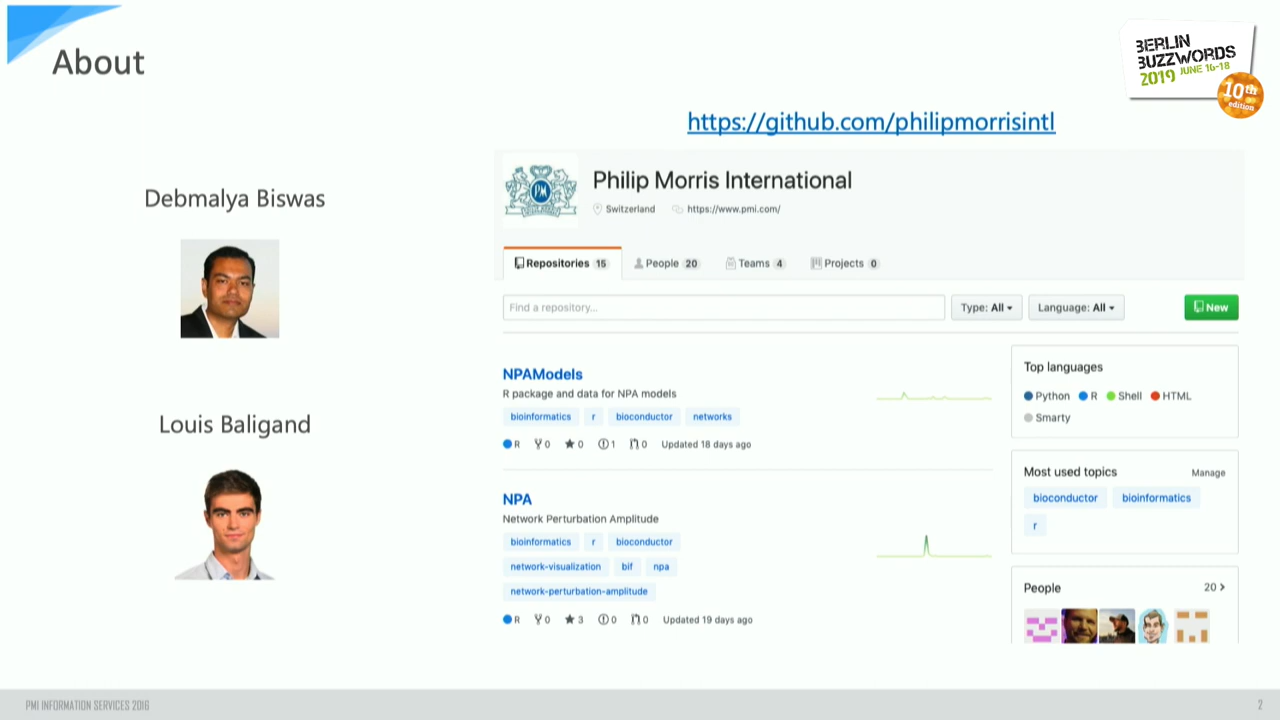 About
BERLIN
BUZZWORDS
2019 JUNE 16-18
10th
edition
https://github.com/philipmorrisintl
Debmalya Biswas
Louis Baligand
PM
Philip Morris International
Switzerland https://www.pmi.com/
Repositories 15 People 20 Teams 4 Projects 0
Find a repository... Type: All Language: All New
NPAModels
R package and data for NPA models
bioinformatics r bioconductor networks
R 0 0 1 0 Updated 18 days ago
NPA
Network Perturbation Amplitude
bioinformatics r bioconductor
network-visualization bif npa
network-perturbation-amplitude
R 0 3 0 0 Updated 19 days ago
Top languages
Python R Shell HTML
Smarty
Most used topics Manage
bioconductor bioinformatics
r
People 20
PMI INFORMATION SERVICES 2016 2